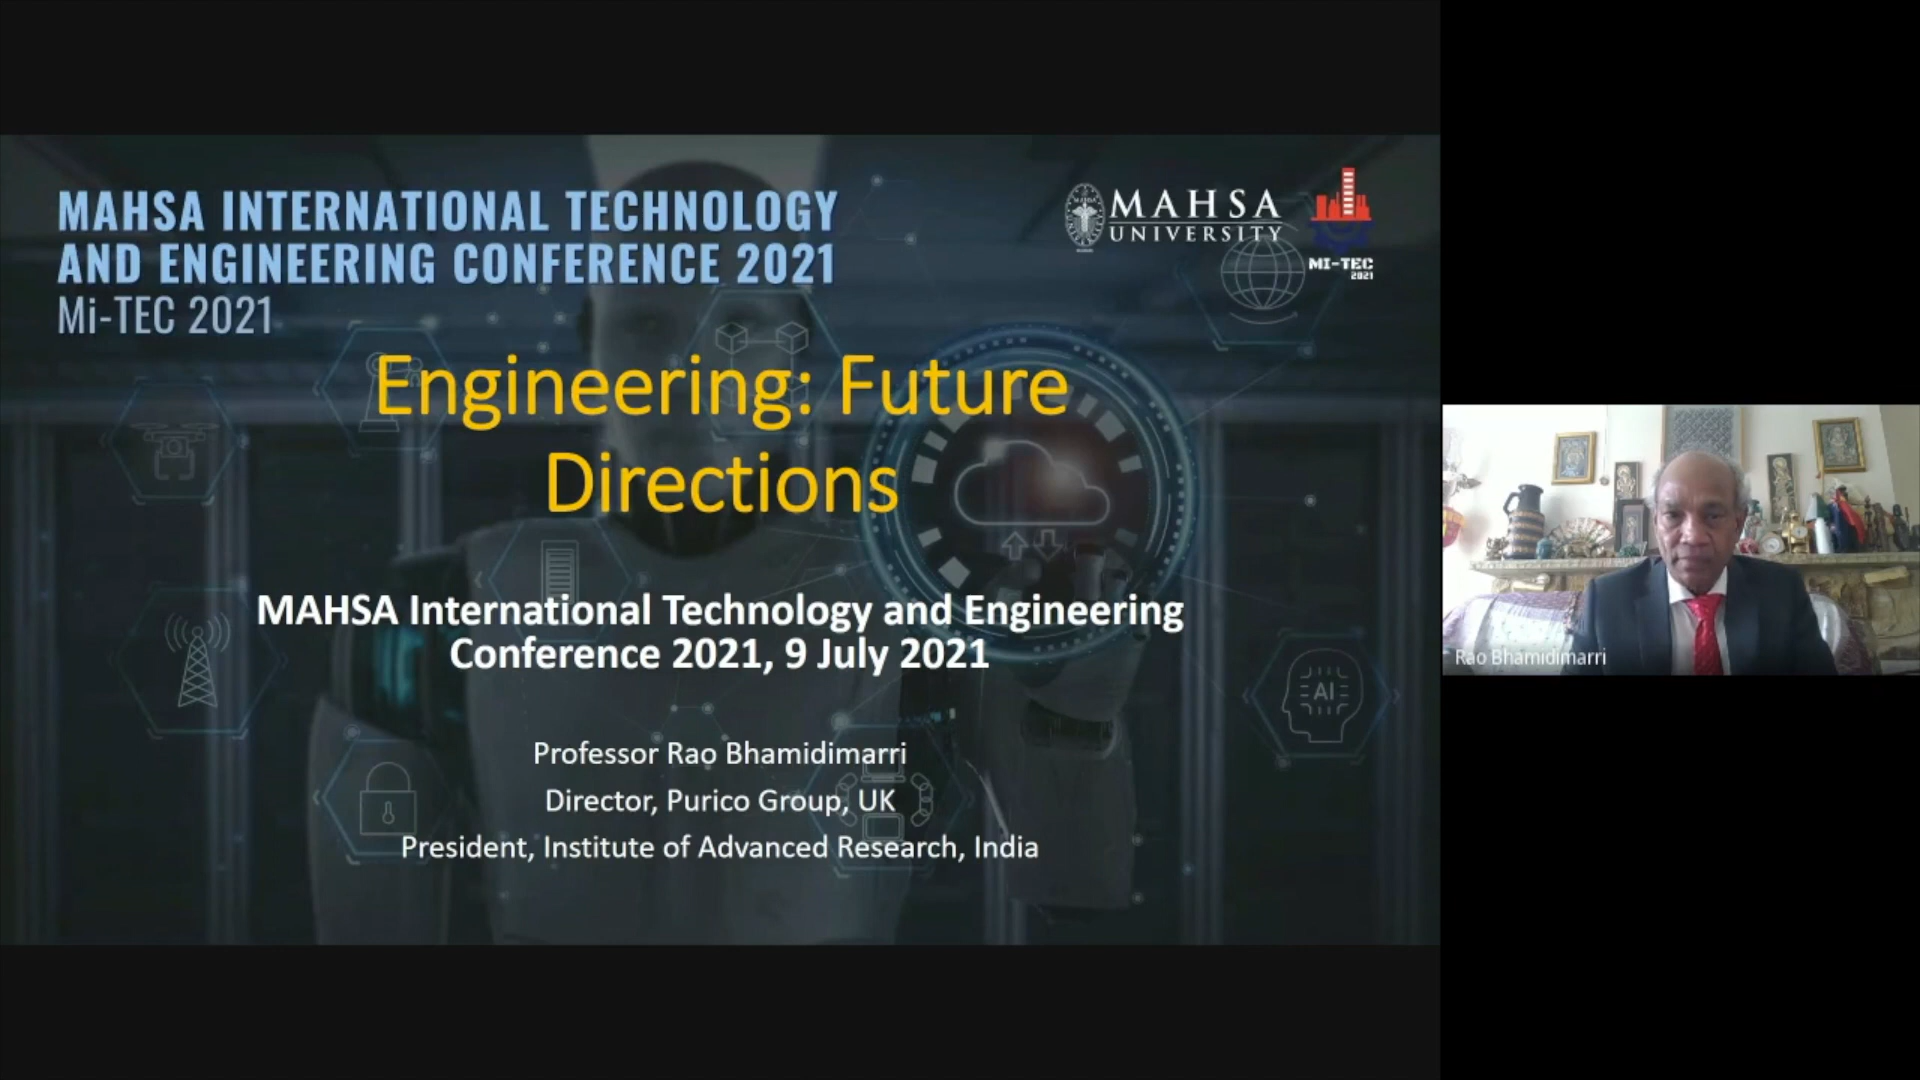 MAHSA INTERNATIONAL TECHNOLOGY
AND ENGINEERING CONFERENCE 2021
Mi-TEC 2021
MAHSA
UNIVERSITY
MI-TEC
2021
Engineering: Future
Directions
MAHSA International Technology and Engineering
Conference 2021, 9 July 2021
AI
Professor Rao Bhamidimarri
Director, Purico Group, UK
President, Institute of Advanced Research, India
Rao Bhamidimarri